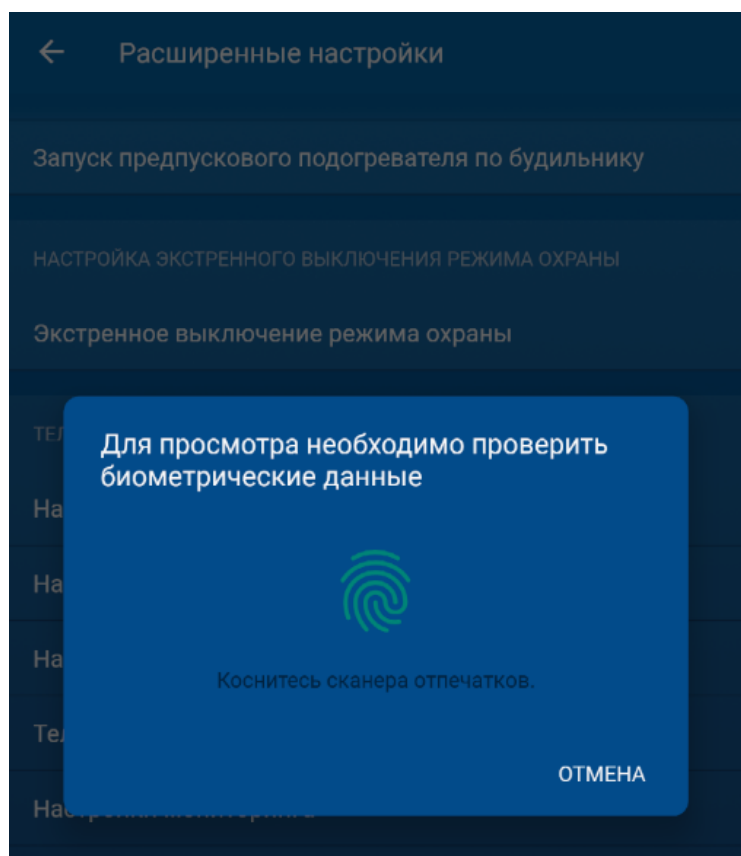 Расширенные настройки
Запуск предпускового подогревателя по будильнику
НАСТРОЙКА ЭКСТРЕННОГО ВЫКЛЮЧЕНИЯ РЕЖИМА ОХРАНЫ
Экстренное выключение режима охраны
Для просмотра необходимо проверить
биометрические данные
Коснитесь сканера отпечатков.
ОТМЕНА